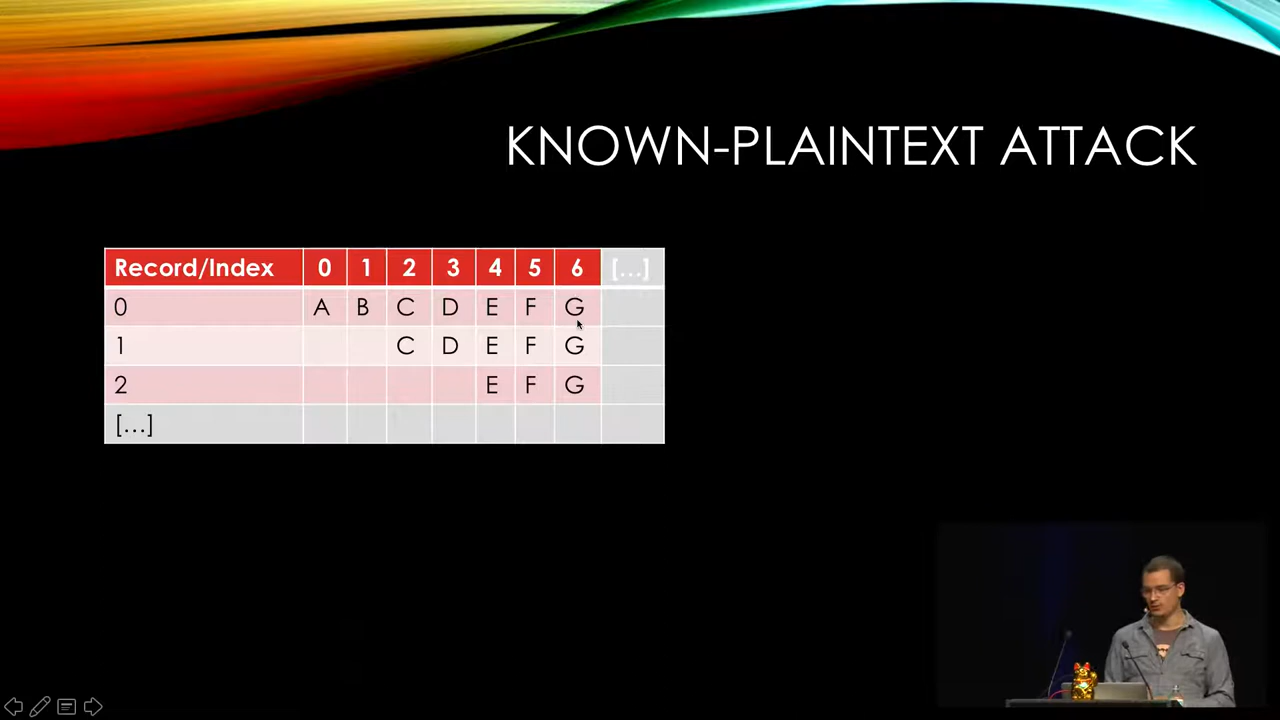 KNOWN-PLAINTEXT ATTACK
Record/Index 0 1 2 3 4 5 6 [...]
0 A B C D E F G
1 C D E F G
2 E F G
[...]